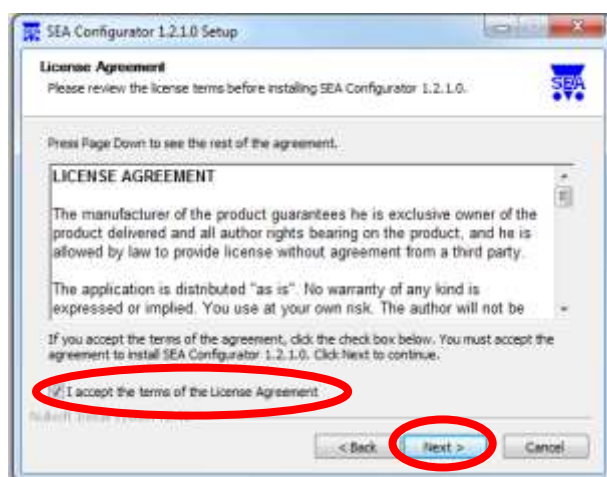 SEA Configurator 1.2.1.0 Setup
License Agreement
Please review the license terms before installing SEA Configurator 1.2.1.0.
SEA
Press Page Down to see the rest of the agreement.
LICENSE AGREEMENT
The manufacturer of the product guarantees he is exclusive owner of the
product delivered and all author rights bearing on the product, and he is
allowed by law to provide license without agreement from a third party.
The application is distributed "as is". No warranty of any kind is
expressed or implied. You use at your own risk. The author will not be
If you accept the terms of the agreement, click the check box below. You must accept the
agreement to install SEA Configurator 1.2.1.0. Click Next to continue.
I accept the terms of the License Agreement
< Back
Next >
Cancel